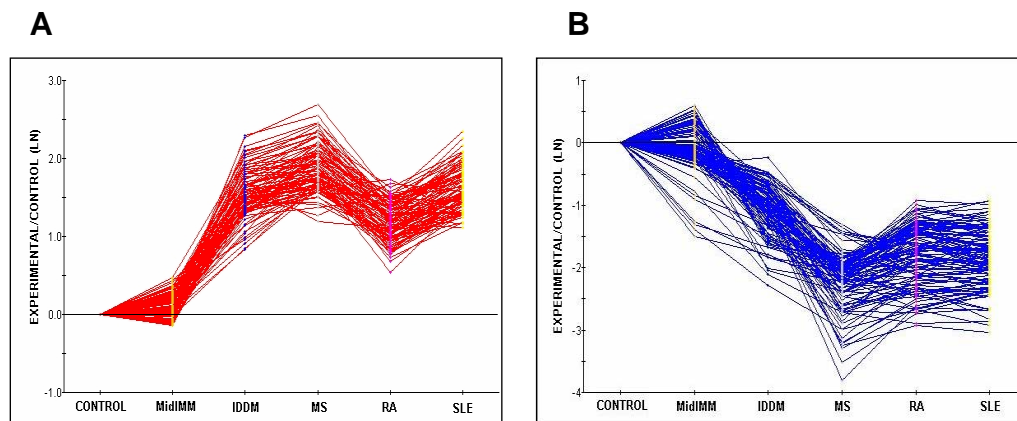 A
B
EXPERIMENTAL/CONTROL (LN)
3.0
2.0
1.0
0.0
-1.0
CONTROL MidIMM IDDM MS RA SLE
EXPERIMENTAL/CONTROL (LN)
1
0
-1
-2
-3
-4
CONTROL MidIMM IDDM MS RA SLE